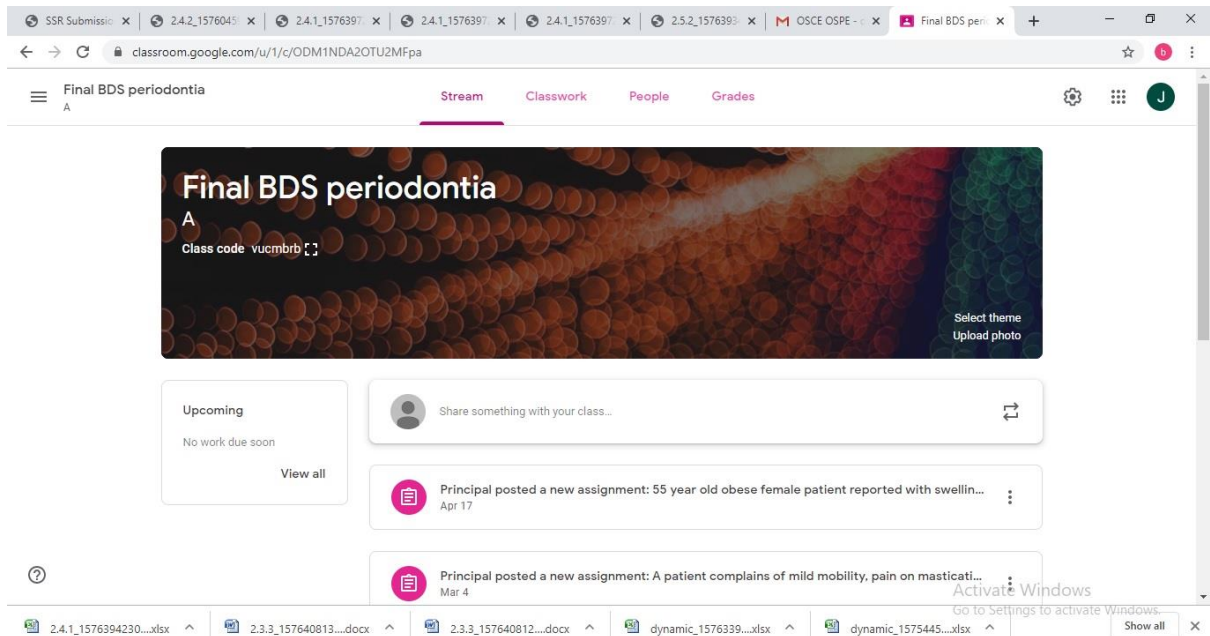 SSR Submissio
2.4.2_1576045
2.4.1_1576397
2.4.1_1576397
2.4.1_1576397
2.5.2_1576393
OSCE OSPE -
Final BDS peri
classroom.google.com/u/1/c/ODM1NDA2OTU2MFpa
b
Final BDS periodontia
A
Stream Classwork People Grades
J
Final BDS periodontia
A
Class code vucmbrb
Select theme
Upload photo
Upcoming
No work due soon
View all
Share something with your class...
Principal posted a new assignment: 55 year old obese female patient reported with swellin...
Apr 17
Principal posted a new assignment: A patient complains of mild mobility, pain on masticati...
Mar 4
Activate Windows
Go to Settings to activate Windows.
2.4.1_1576394230....xlsx
2.3.3_157640813....docx
2.3.3_157640812....docx
dynamic_1576339....xlsx
dynamic_1575445....xlsx
Show all